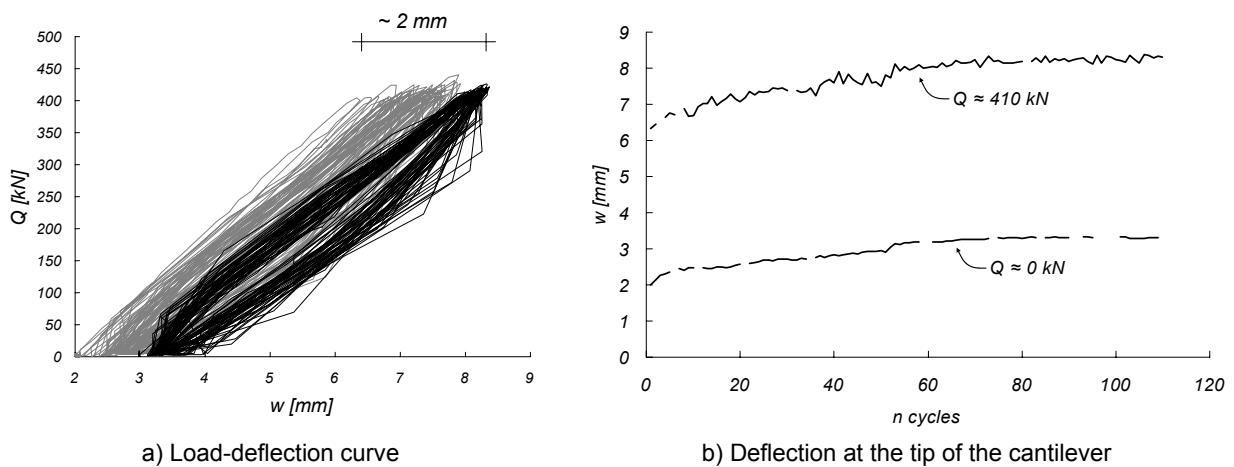 ~ 2 mm
500
450
400
350
300
250
200
150
100
50
0
Q [kN]
2 3 4 5 6 7 8 9
w [mm]
a) Load-deflection curve
9
8
7
6
5
4
3
2
1
0
w [mm]
Q ≈ 410 kN
Q ≈ 0 kN
0 20 40 60 80 100 120
n cycles
b) Deflection at the tip of the cantilever